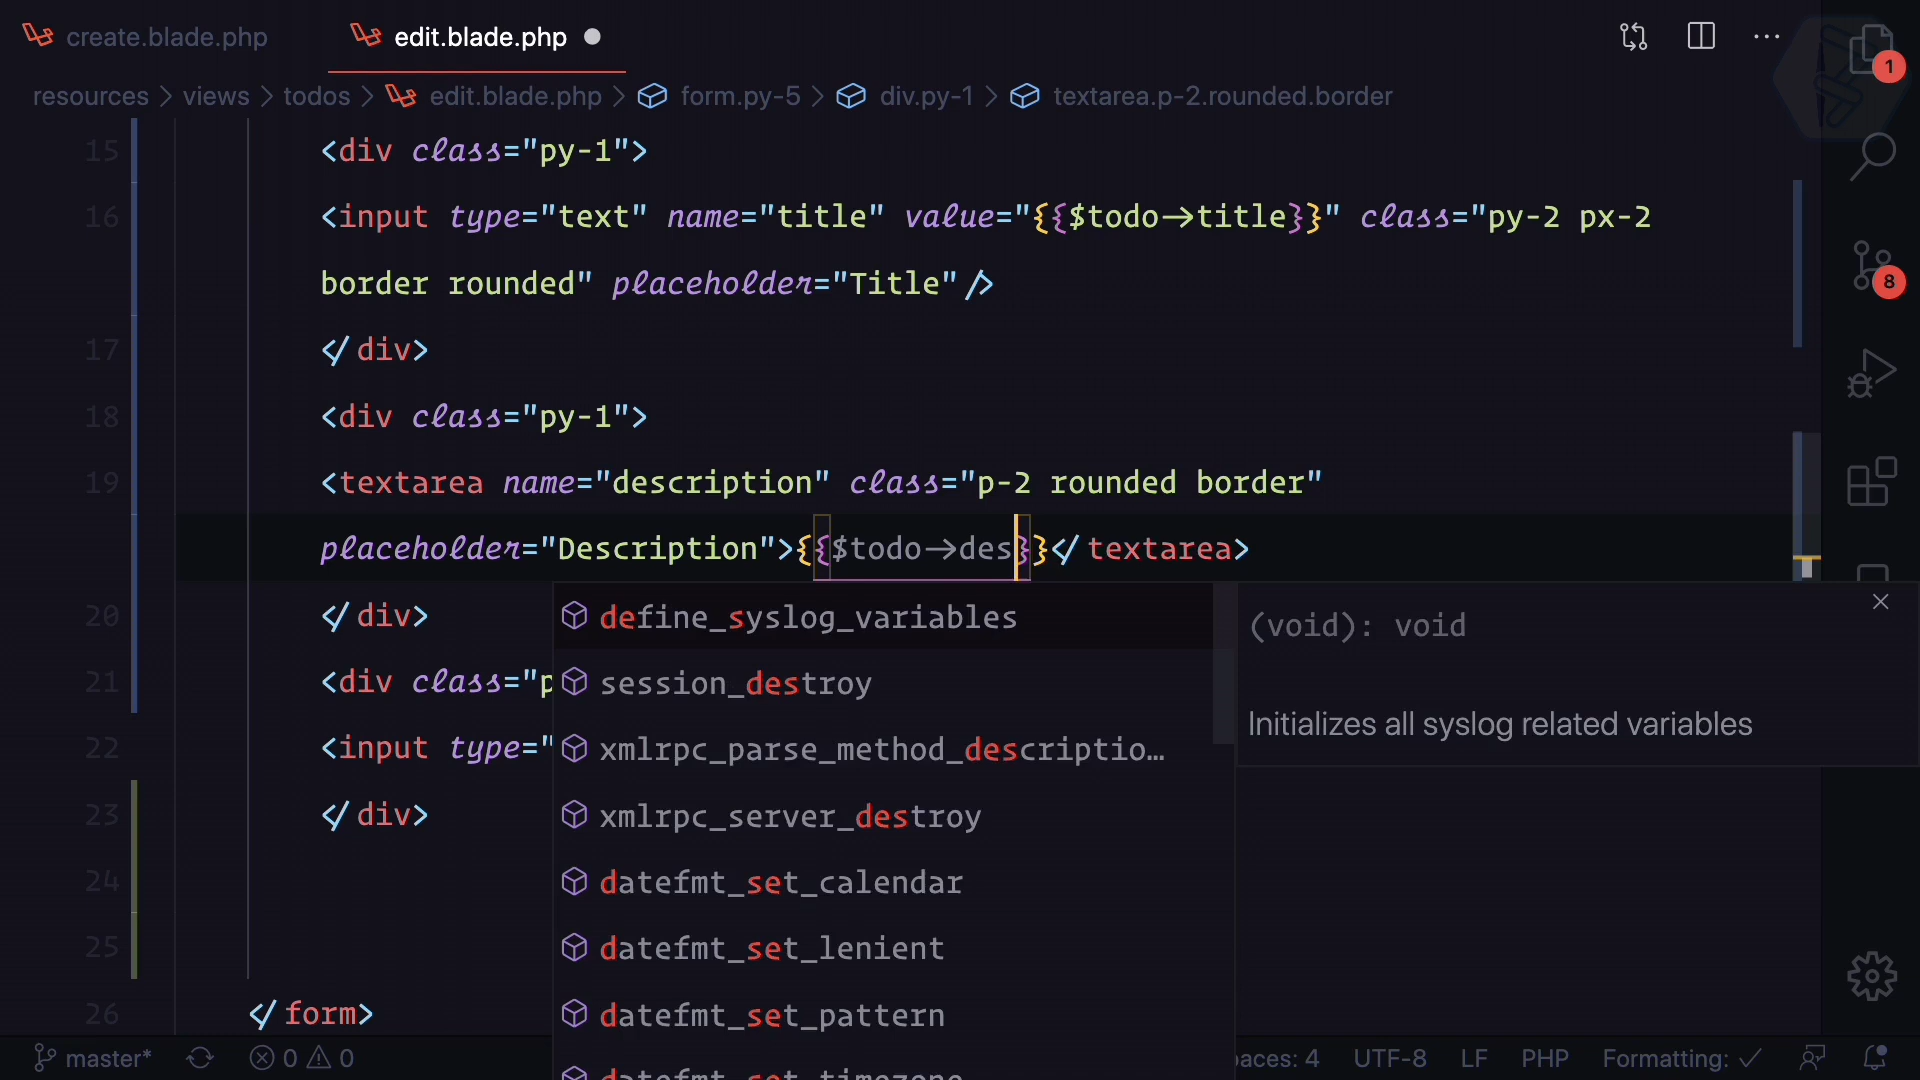 create.blade.php
edit.blade.php
1
resources > views > todos > edit.blade.php > form.py-5 > div.py-1 > textarea.p-2.rounded.border
15 <div class="py-1">
16 <input type="text" name="title" value="{{$todo->title}}" class="py-2 px-2
border rounded" placeholder="Title"/>
8
17 </div>
18 <div class="py-1">
19 <textarea name="description" class="p-2 rounded border"
placeholder="Description">{{$todo->des}}</textarea>
20 </div>
21 <div class="p
22 <input type="
23 </div>
24
25
26 </form>
define_syslog_variables
session_destroy
xmlrpc_parse_method_descriptio…
xmlrpc_server_destroy
datefmt_set_calendar
datefmt_set_lenient
datefmt_set_pattern
datefmt_set_timezone
(void): void
Initializes all syslog related variables
master* 0 0 paces: 4 UTF-8 LF PHP Formatting: ✓